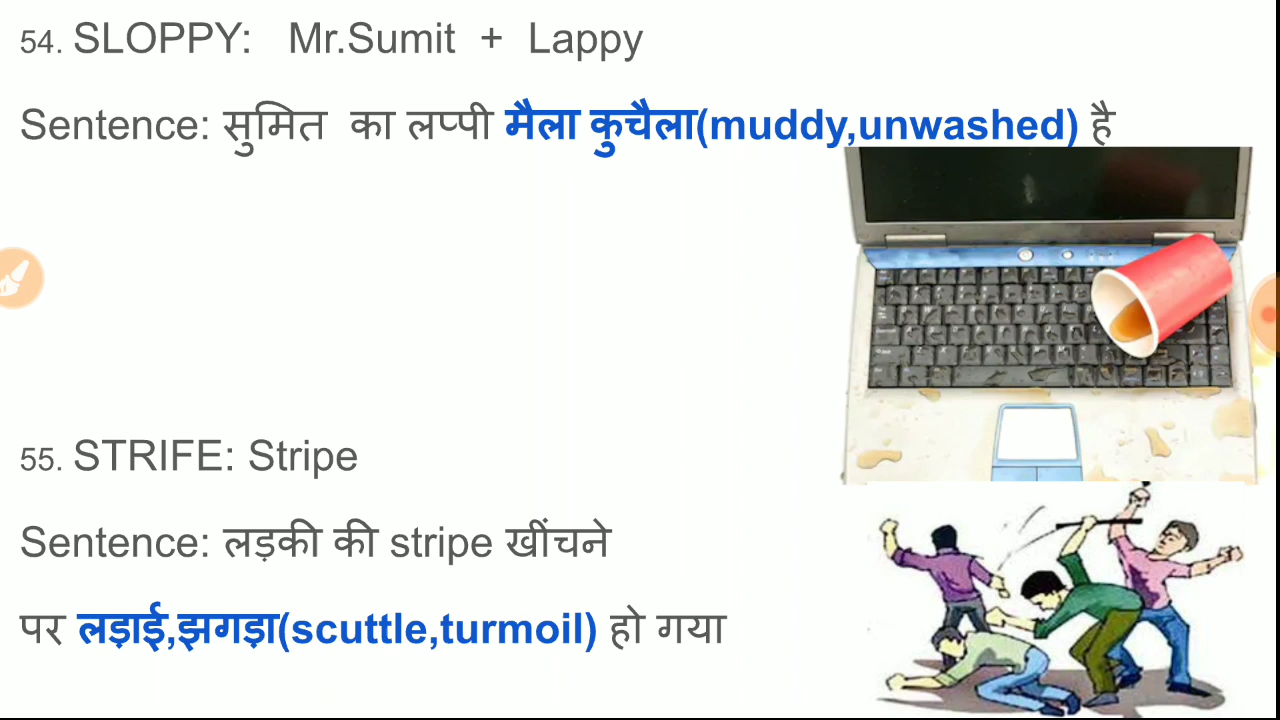 54. SLOPPY: Mr.Sumit + Lappy
Sentence: सुमित का लप्पी मैला कुचैला(muddy,unwashed) है
55. STRIFE: Stripe
Sentence: लड़की की stripe खींचने
पर लड़ाई,झगड़ा(scuttle,turmoil) हो गया